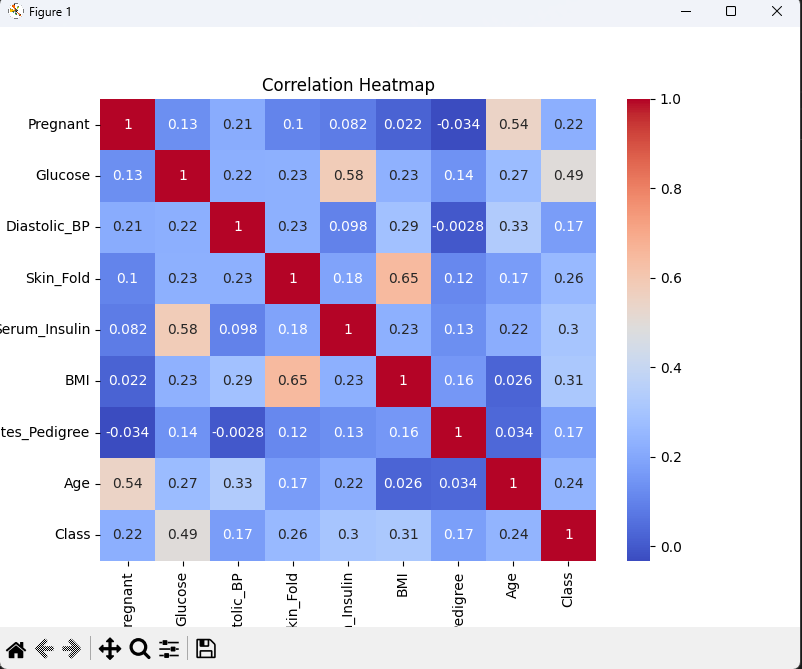 Figure 1
Correlation Heatmap
Pregnant 1 0.13 0.21 0.1 0.082 0.022 -0.034 0.54 0.22
Glucose 0.13 1 0.22 0.23 0.58 0.23 0.14 0.27 0.49
Diastolic_BP 0.21 0.22 1 0.23 0.098 0.29 -0.0028 0.33 0.17
Skin_Fold 0.1 0.23 0.23 1 0.18 0.65 0.12 0.17 0.26
Serum_Insulin 0.082 0.58 0.098 0.18 1 0.23 0.13 0.22 0.3
BMI 0.022 0.23 0.29 0.65 0.23 1 0.16 0.026 0.31
tes_Pedigree -0.034 0.14 -0.0028 0.12 0.13 0.16 1 0.034 0.17
Age 0.54 0.27 0.33 0.17 0.22 0.026 0.034 1 0.24
Class 0.22 0.49 0.17 0.26 0.3 0.31 0.17 0.24 1
regnant Glucose tolic_BP kin_Fold _Insulin BMI edigree Age Class
1.0
0.8
0.6
0.4
0.2
0.0